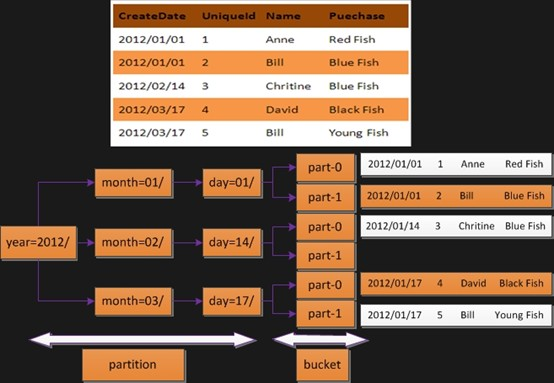 CreateDate UniqueId Name Puechase
2012/01/01 1 Anne Red Fish
2012/01/01 2 Bill Blue Fish
2012/02/14 3 Chritine Blue Fish
2012/03/17 4 David Black Fish
2012/03/17 5 Bill Young Fish
part-0 2012/01/01 1 Anne Red Fish
month=01/ day=01/
part-1 2012/01/01 2 Bill Blue Fish
part-0 2012/01/14 3 Chritine Blue Fish
year=2012/ month=02/ day=14/
part-1
part-0 2012/01/17 4 David Black Fish
month=03/ day=17/
part-1 2012/01/17 5 Bill Young Fish
partition bucket